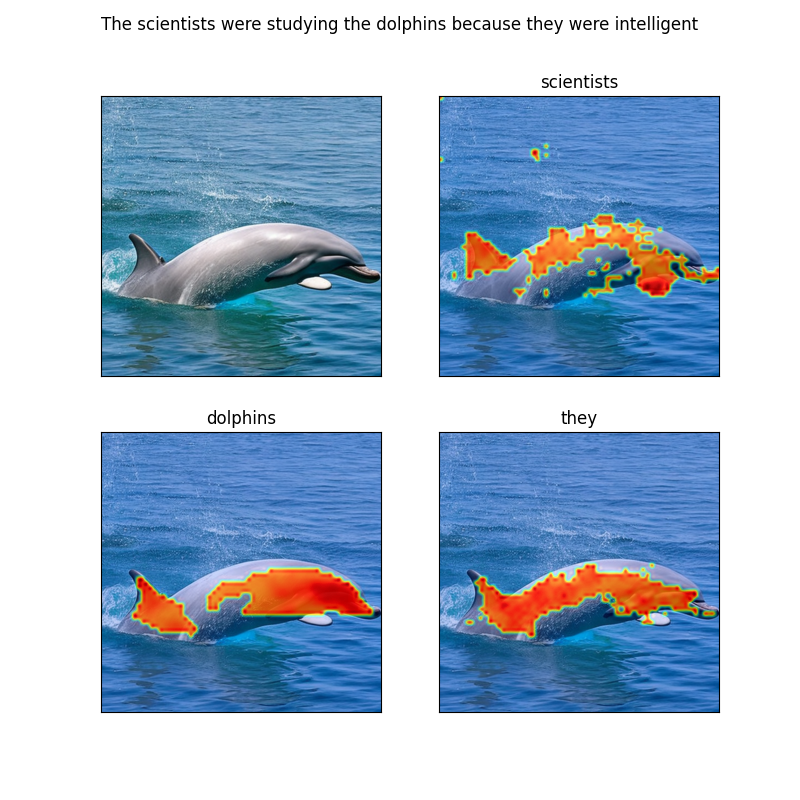 The scientists were studying the dolphins because they were intelligent
scientists
dolphins
they